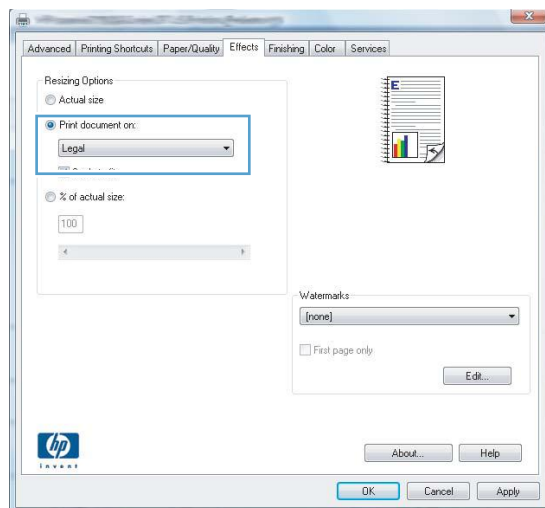 Advanced
Printing Shortcuts
Paper/Quality
Effects
Finishing
Color
Services
Resizing Options
Actual size
Print document on:
Legal
% of actual size:
100
E
Watermarks
[none]
First page only
Edit...
hp
invent
About...
Help
OK
Cancel
Apply